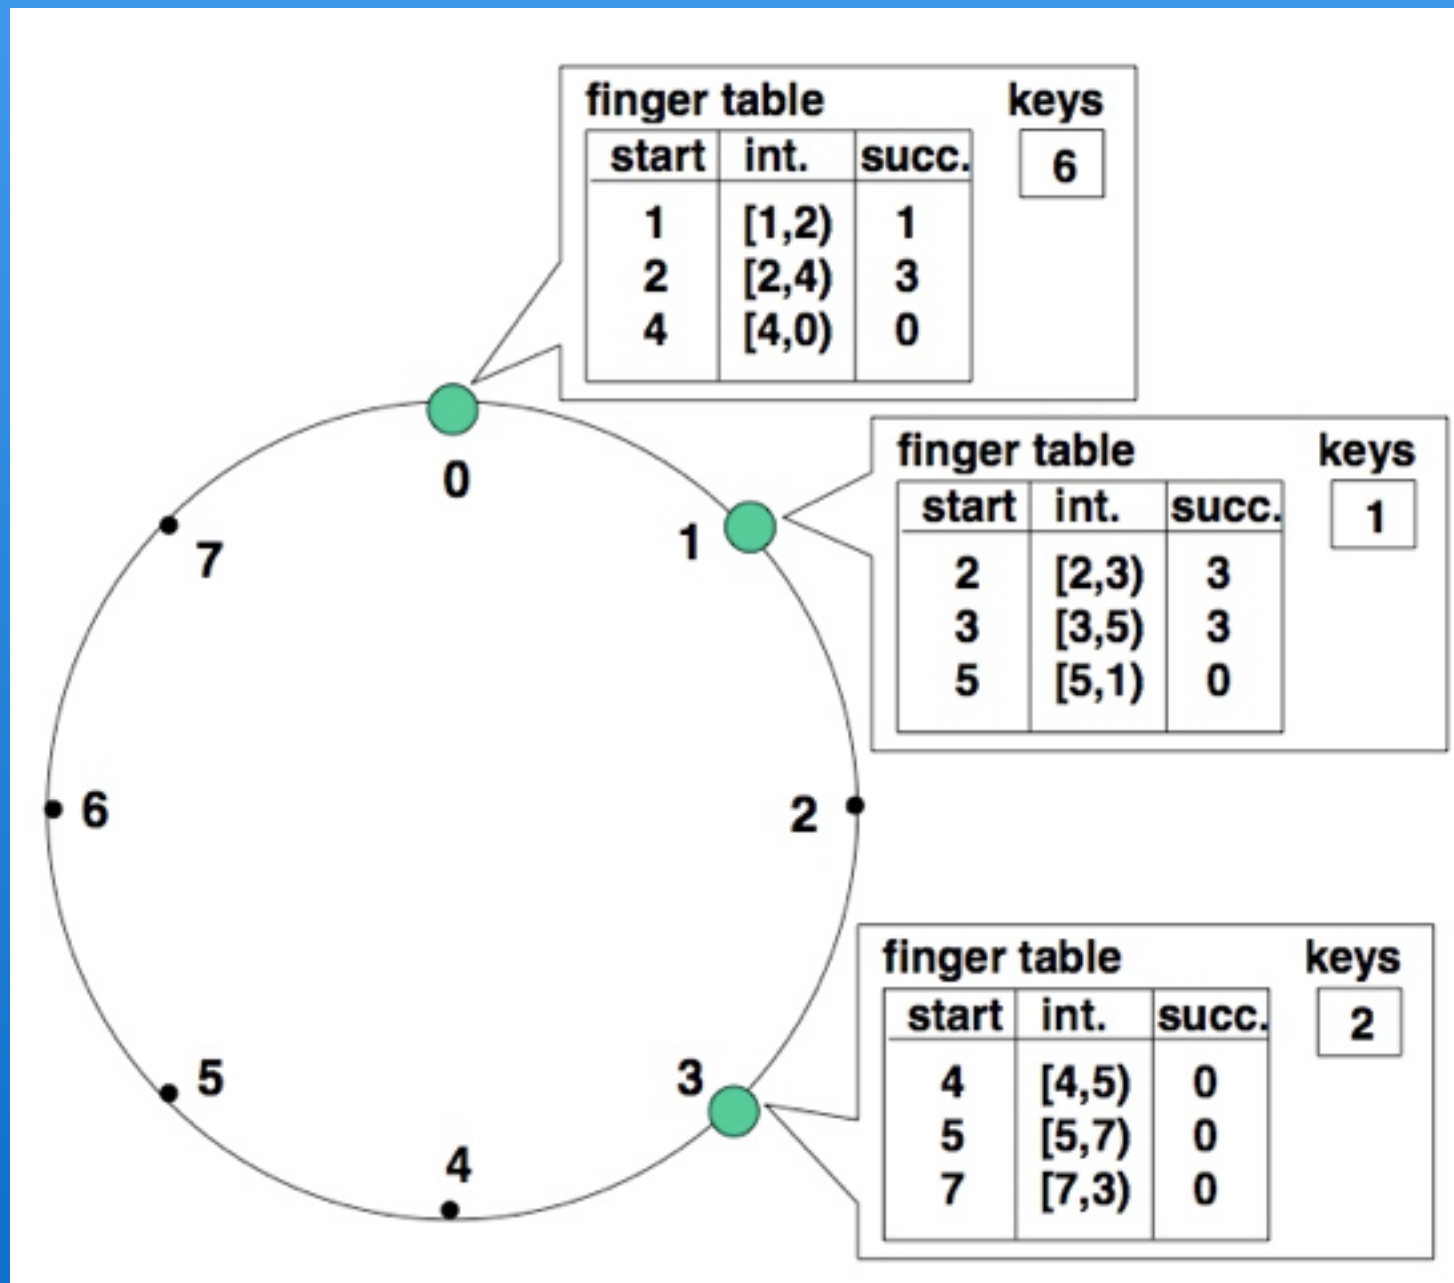 finger table keys
start int. succ. 6
1 [1,2) 1
2 [2,4) 3
4 [4,0) 0
finger table keys
start int. succ. 1
2 [2,3) 3
3 [3,5) 3
5 [5,1) 0
finger table keys
start int. succ. 2
4 [4,5) 0
5 [5,7) 0
7 [7,3) 0
0
1
2
3
4
5
6
7